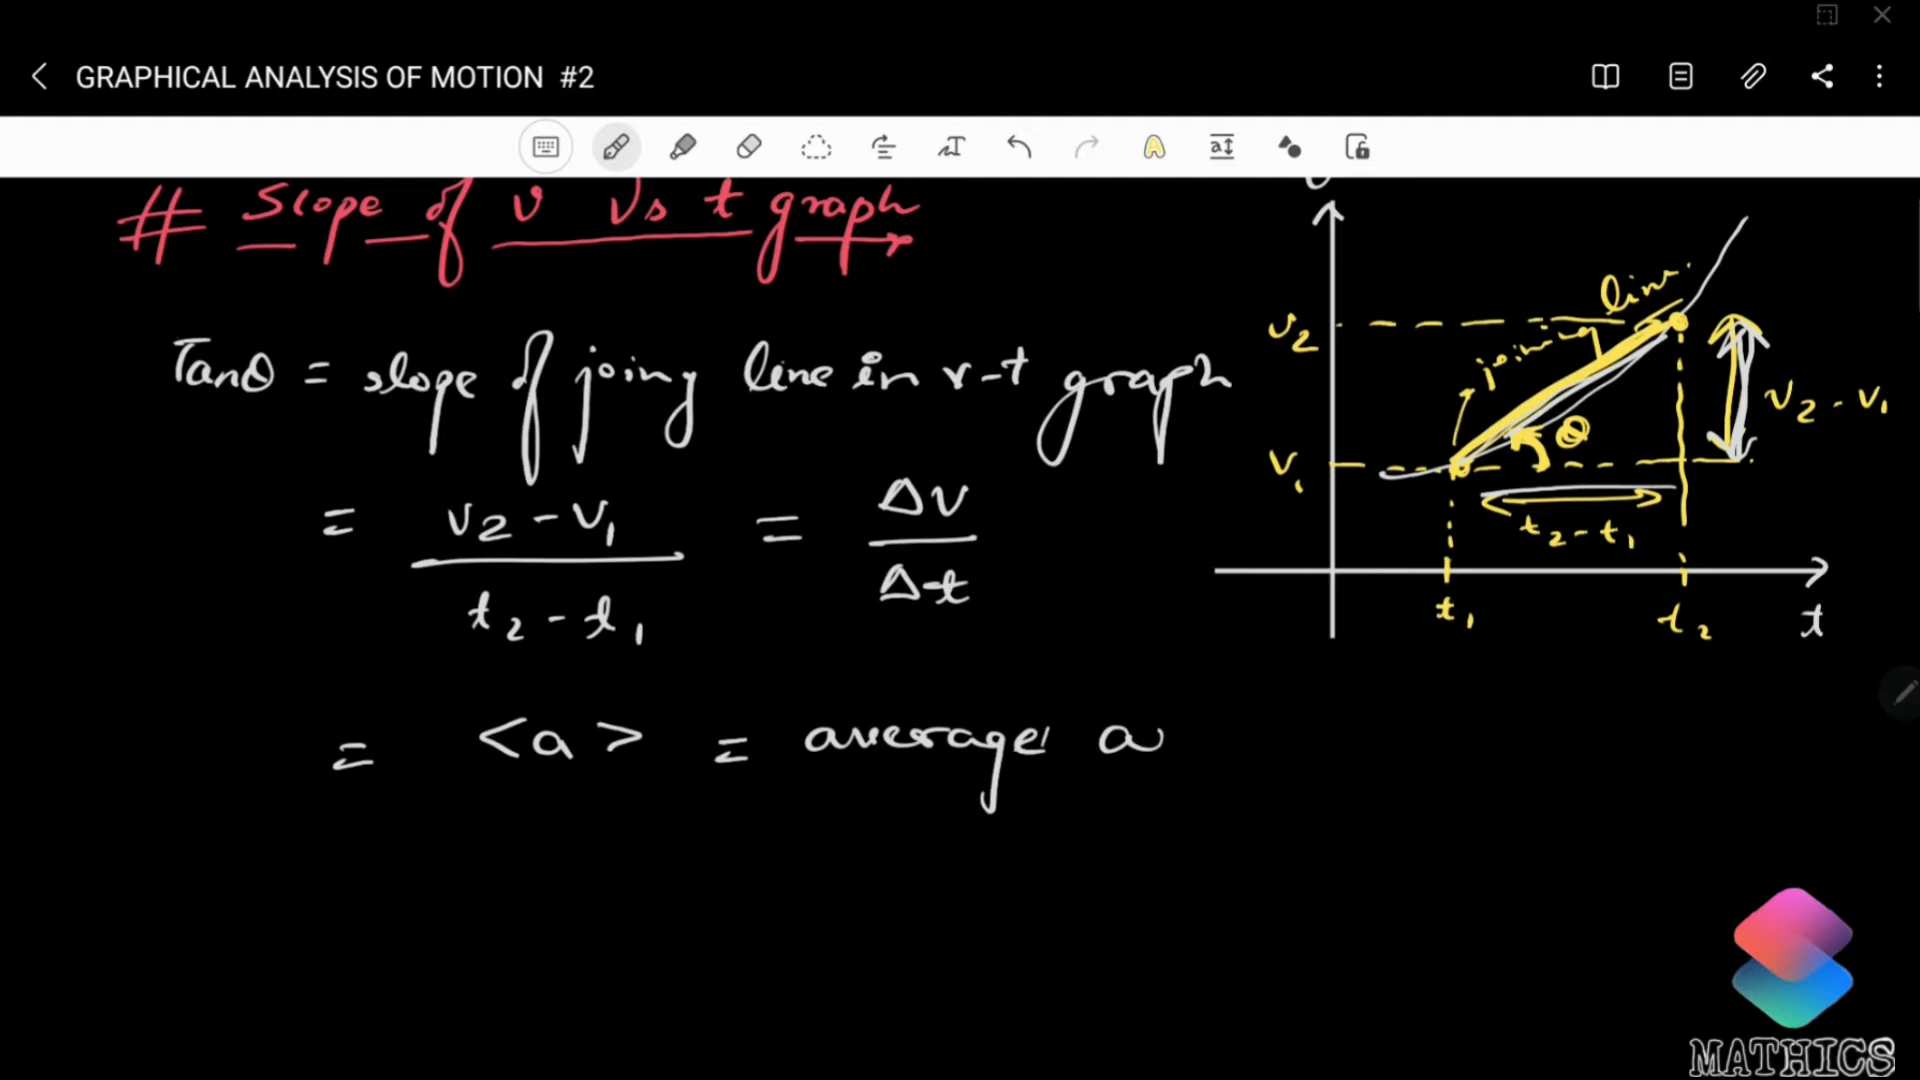 GRAPHICAL ANALYSIS OF MOTION #2
# Slope of v Vs t graph
Tanθ = slope of joing line in v-t graph
= v2 - v1 / t2 - t1 = Δv / Δt
= <a> = average a
v2
v1
joining line
θ
v2 - v1
t2 - t1
t1
t2
t
MATHICS